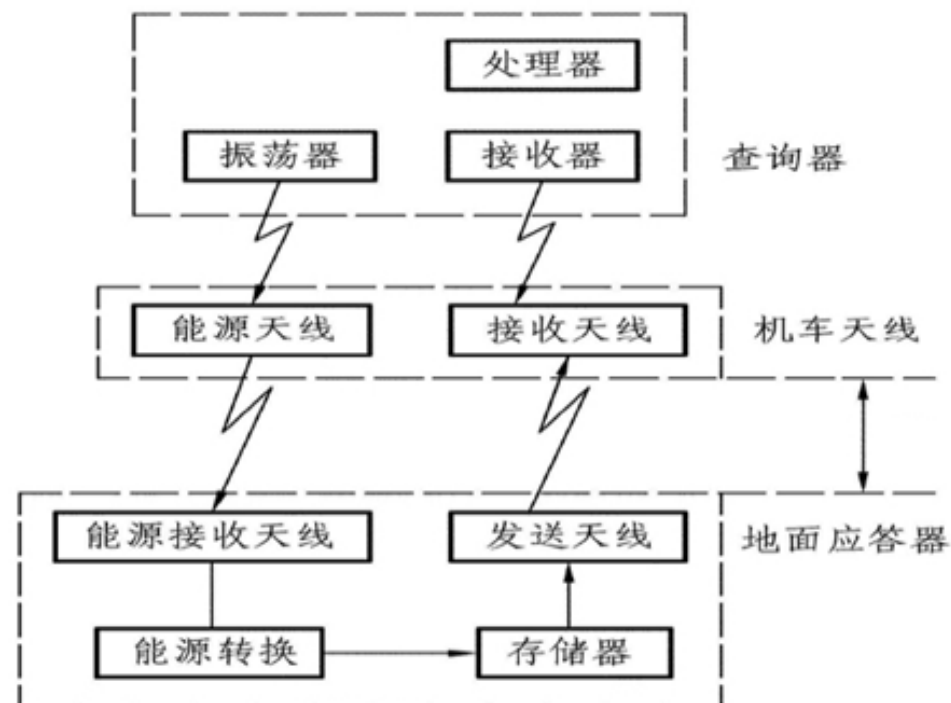 处理器
振荡器
接收器
查询器
能源天线
接收天线
机车天线
能源接收天线
发送天线
地面应答器
能源转换
存储器